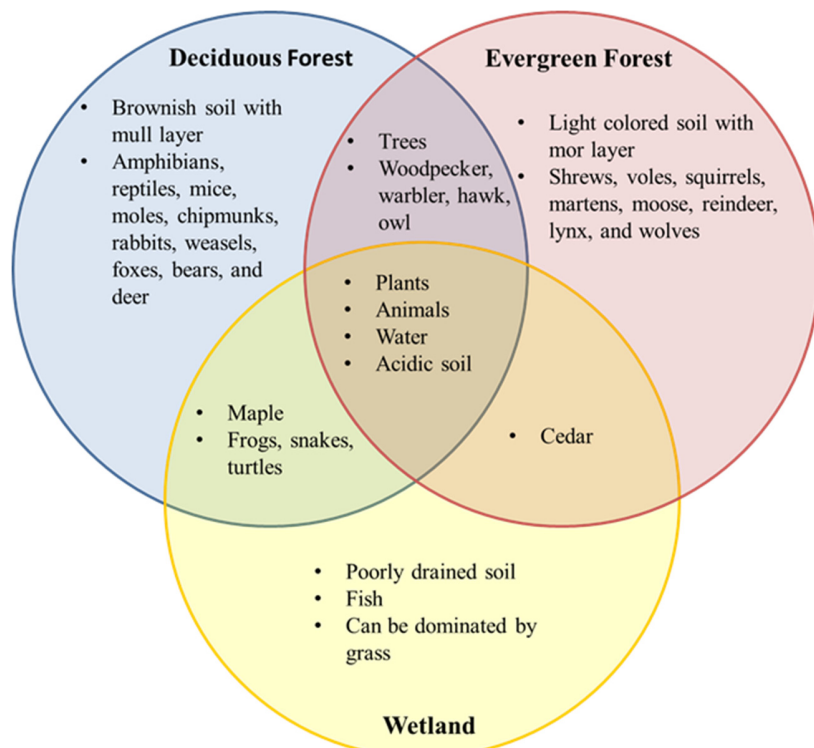 Deciduous Forest
• Brownish soil with
mull layer
• Amphibians,
reptiles, mice,
moles, chipmunks,
rabbits, weasels,
foxes, bears, and
deer
• Trees
• Woodpecker,
warbler, hawk,
owl
Evergreen Forest
• Light colored soil with
mor layer
• Shrews, voles, squirrels,
martens, moose, reindeer,
lynx, and wolves
• Plants
• Animals
• Water
• Acidic soil
• Maple
• Frogs, snakes,
turtles
• Cedar
• Poorly drained soil
• Fish
• Can be dominated by
grass
Wetland